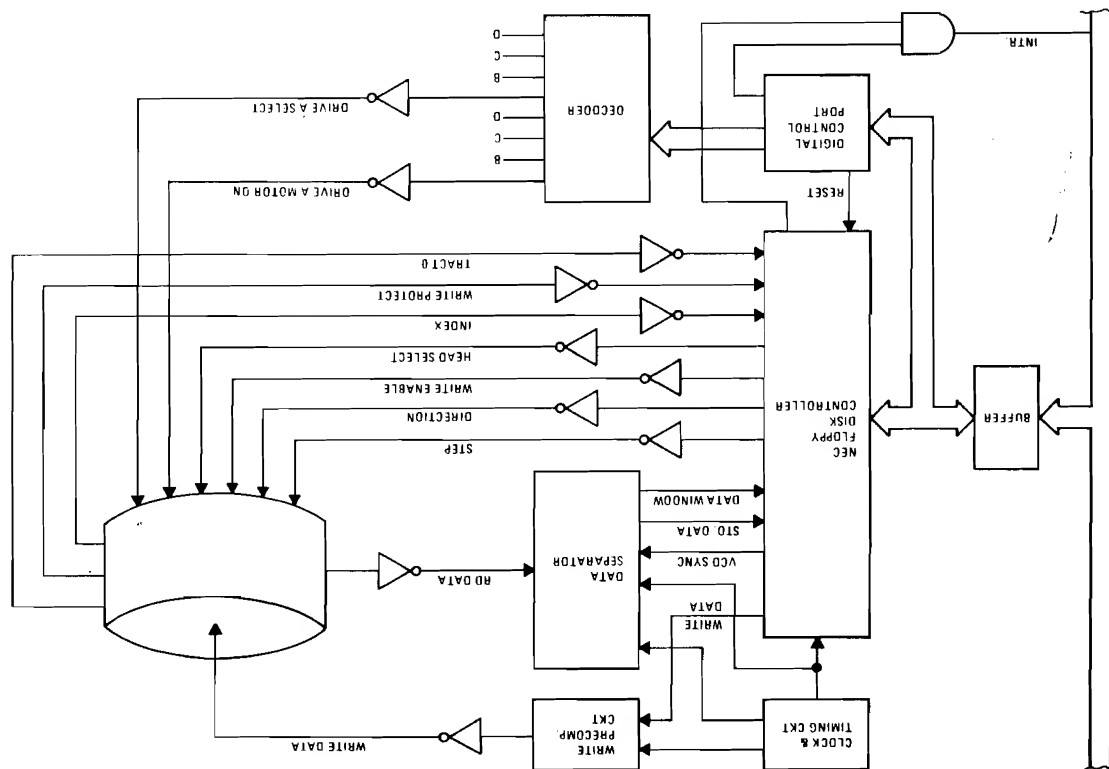 CLOCK &
TIMING CKT
WRITE
PRECOMP.
CKT
WRITE DATA
WRITE
DATA
VCO SYNC
STD. DATA
DATA WINDOW
DATA
SEPARATOR
RD DATA
BUFFER
NEC
FLOPPY
DISK
CONTROLLER
STEP
DIRECTION
WRITE ENABLE
HEAD SELECT
INDEX
WRITE PROTECT
TRACT 0
RESET
DIGITAL
CONTROL
PORT
DECODER
DRIVE A MOTOR ON
B
C
D
DRIVE A SELECT
B
C
D
INTR.